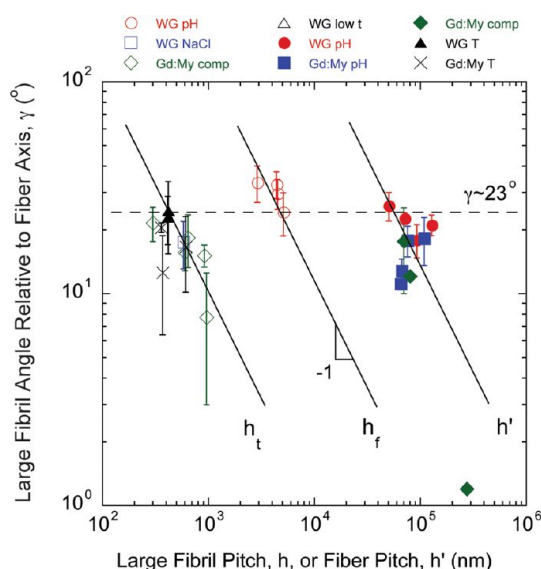 WG pH WG low t Gd:My comp
WG NaCl WG pH WG T
Gd:My comp Gd:My pH Gd:My T
10²
Large Fibril Angle Relative to Fiber Axis, γ (°)
γ~23°
10¹
-1
hₜ h_f h'
10⁰
10² 10³ 10⁴ 10⁵ 10⁶
Large Fibril Pitch, h, or Fiber Pitch, h' (nm)